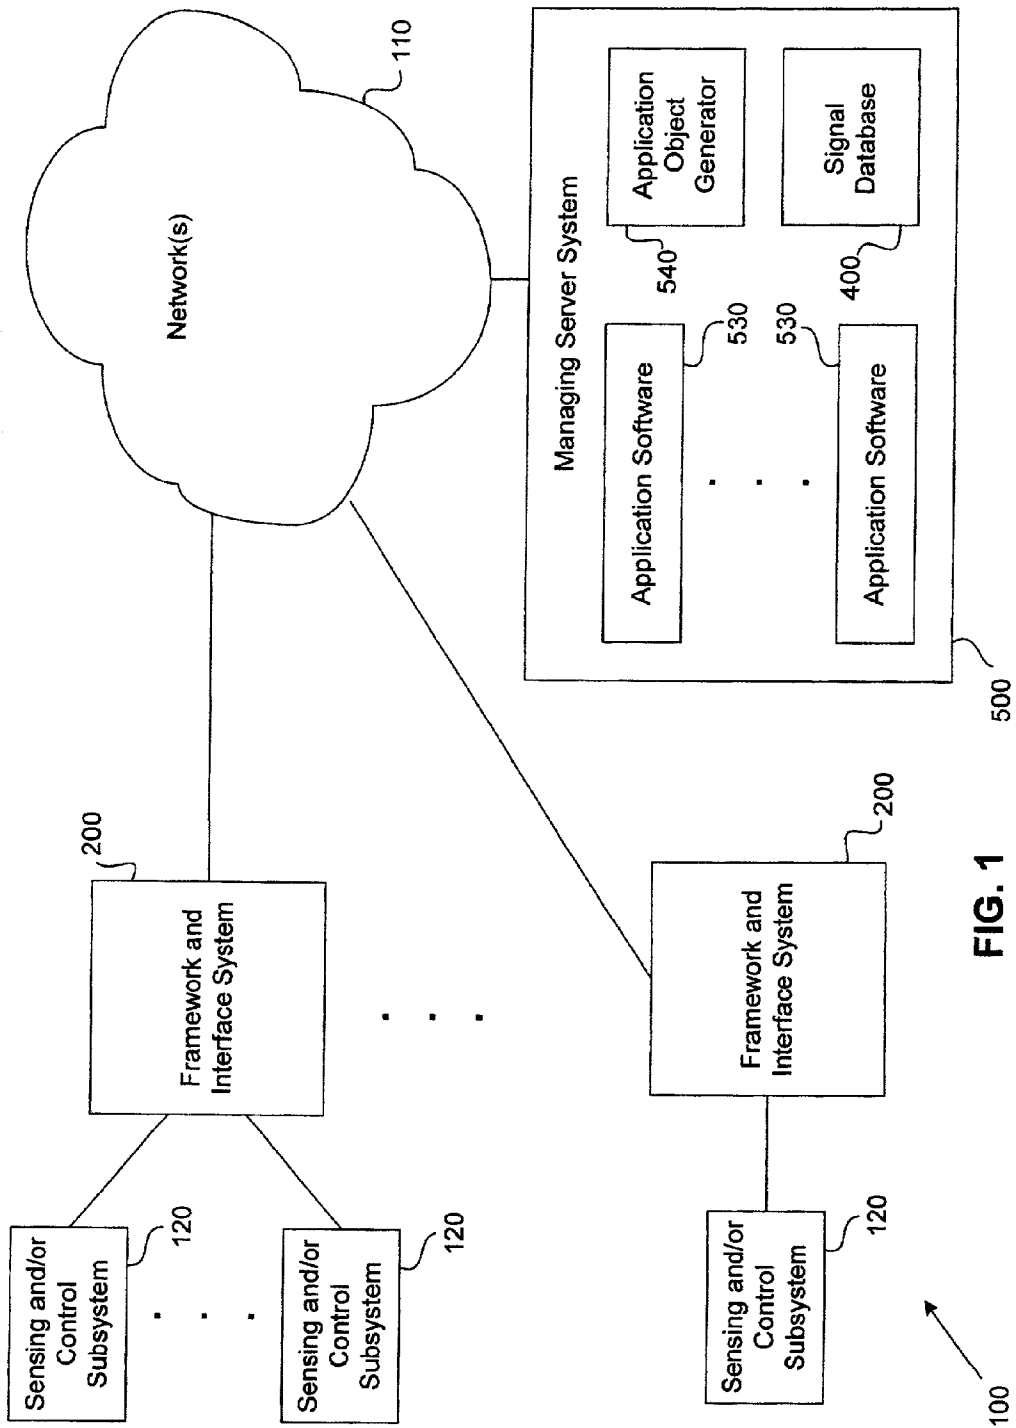 Sensing and/or
Control
Subsystem
120
Sensing and/or
Control
Subsystem
120
Framework and
Interface System
200
Network(s)
110
Sensing and/or
Control
Subsystem
120
Framework and
Interface System
200
Managing Server System
Application Software
530
530
Application Software
Application
Object
Generator
540
Signal
Database
400
500
100
FIG. 1